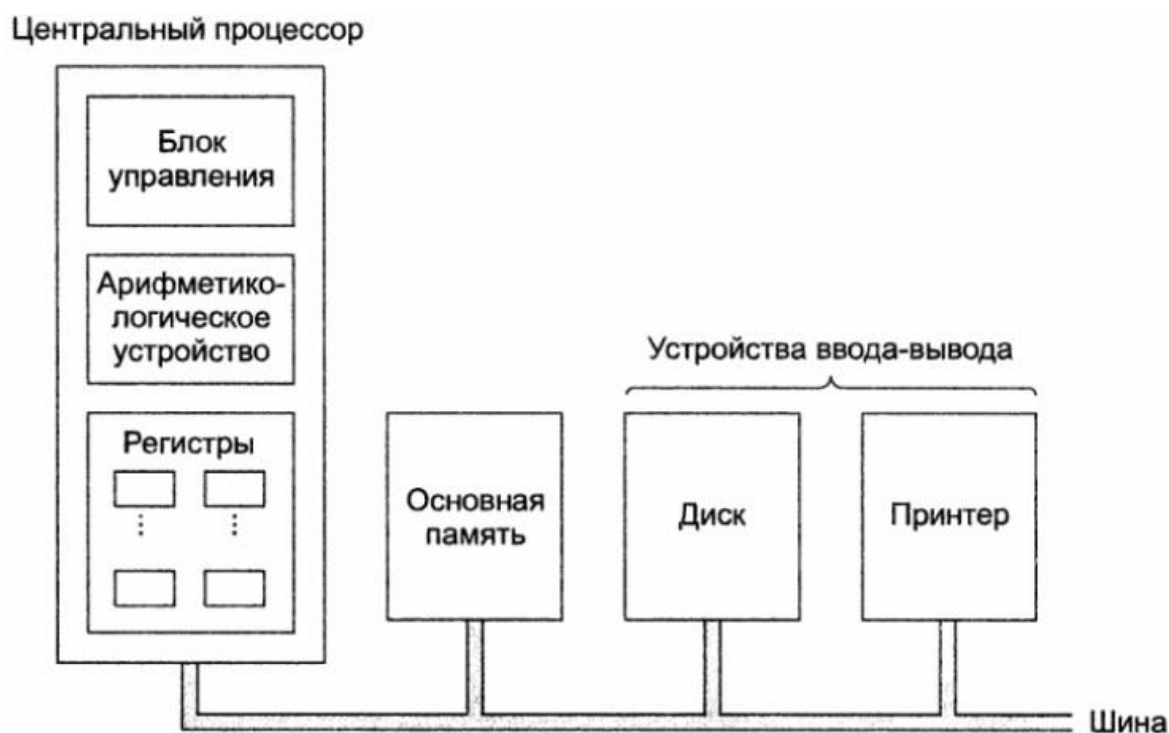 Центральный процессор
Блок
управления
Арифметико-
логическое
устройство
Регистры
Устройства ввода-вывода
Основная
память
Диск
Принтер
Шина